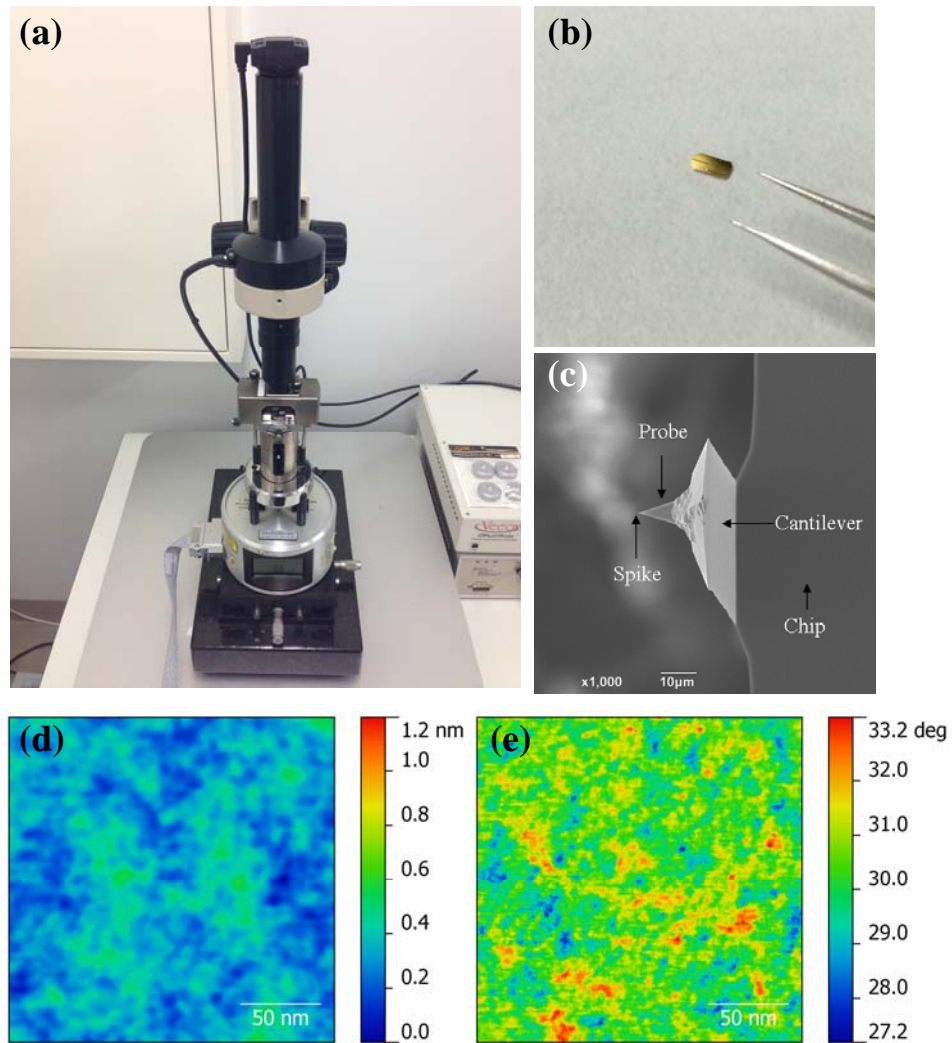 (a)
(b)
(c)
Probe
Cantilever
Spike
Chip
x1,000
10µm
Veeco
(d)
1.2 nm
1.0
0.8
0.6
0.4
0.2
0.0
50 nm
(e)
33.2 deg
32.0
31.0
30.0
29.0
28.0
27.2
50 nm